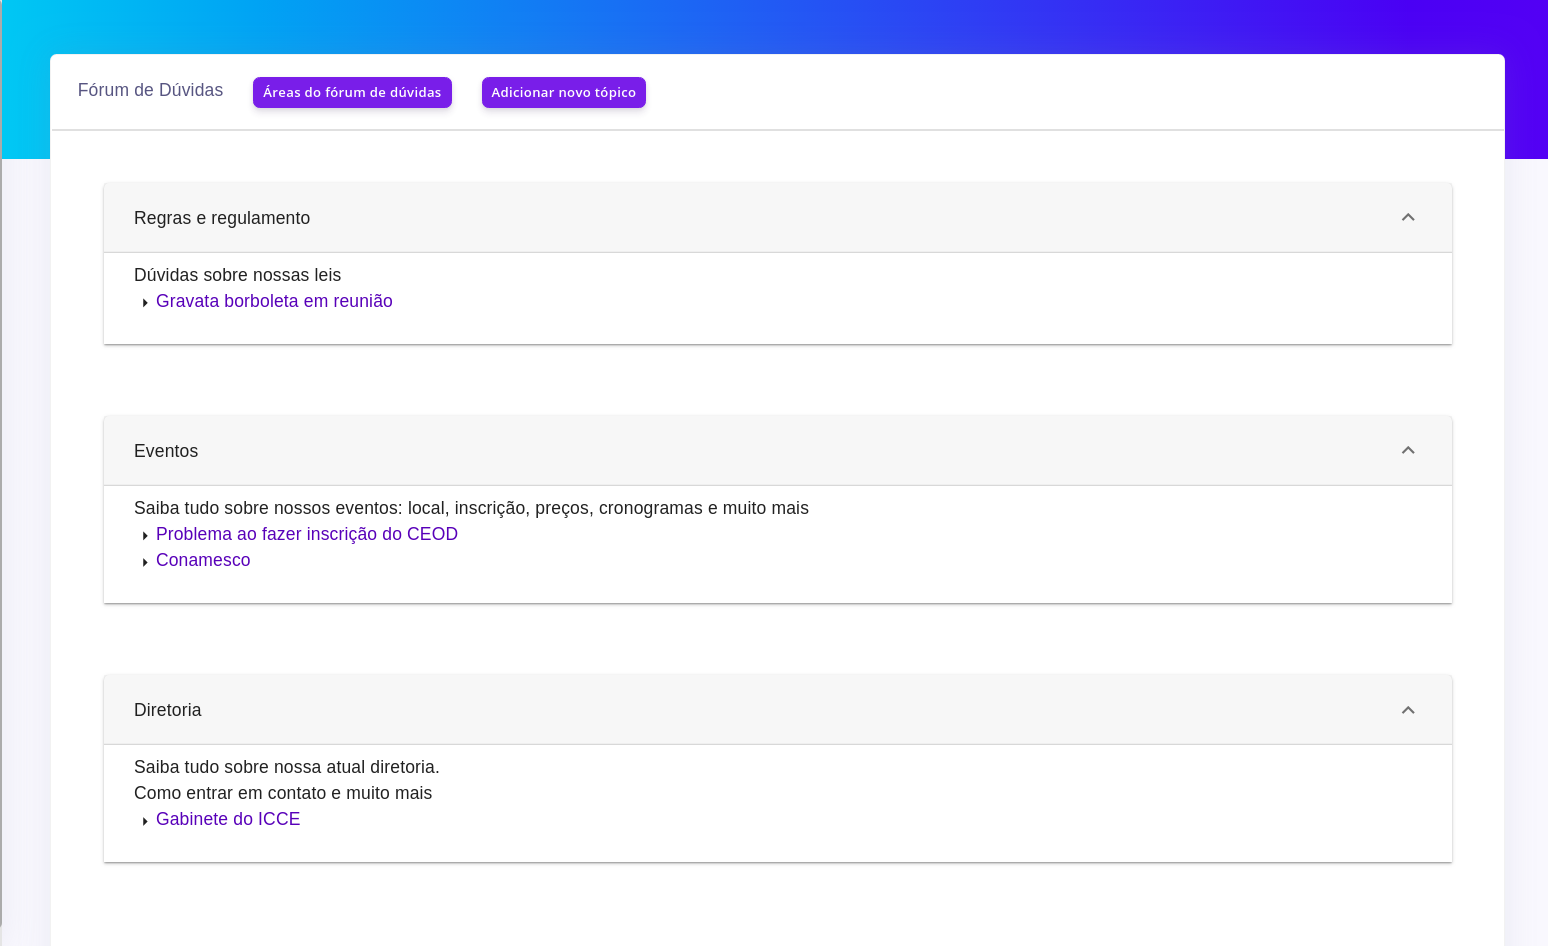 Fórum de Dúvidas
Áreas do fórum de dúvidas
Adicionar novo tópico
Regras e regulamento
Dúvidas sobre nossas leis
Gravata borboleta em reunião
Eventos
Saiba tudo sobre nossos eventos: local, inscrição, preços, cronogramas e muito mais
Problema ao fazer inscrição do CEOD
Conamesco
Diretoria
Saiba tudo sobre nossa atual diretoria.
Como entrar em contato e muito mais
Gabinete do ICCE